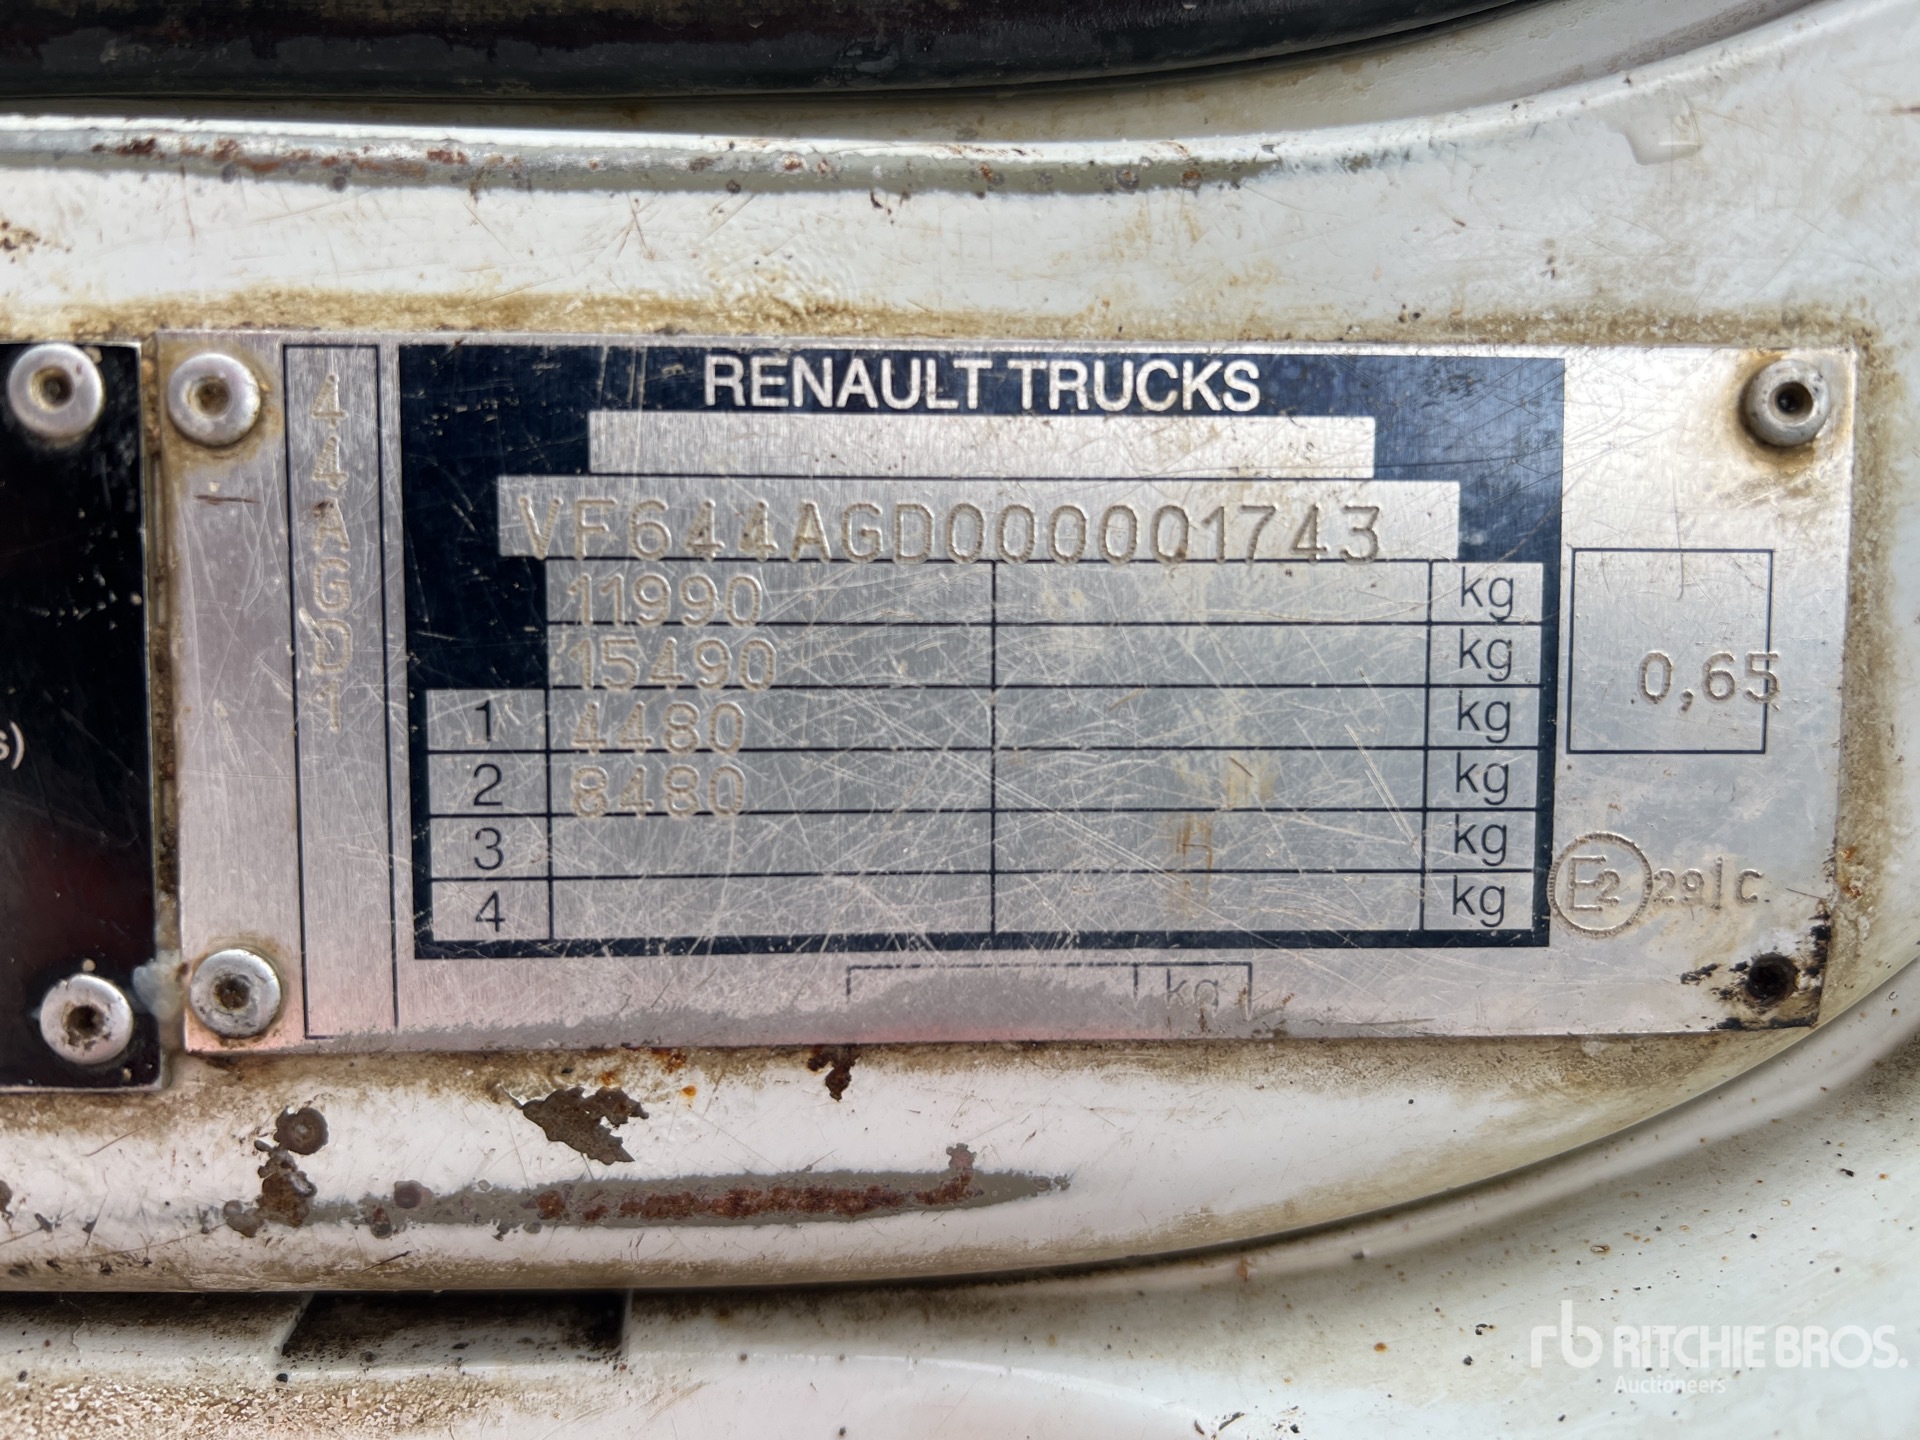 s)
44AGD1
RENAULT TRUCKS
VF644AGD000001743
11990 kg
15490 kg
1 4480 kg
2 8480 kg
3 kg
4 kg
kg
0,65
E2 29 C
rb RITCHIE BROS.
Auctioneers